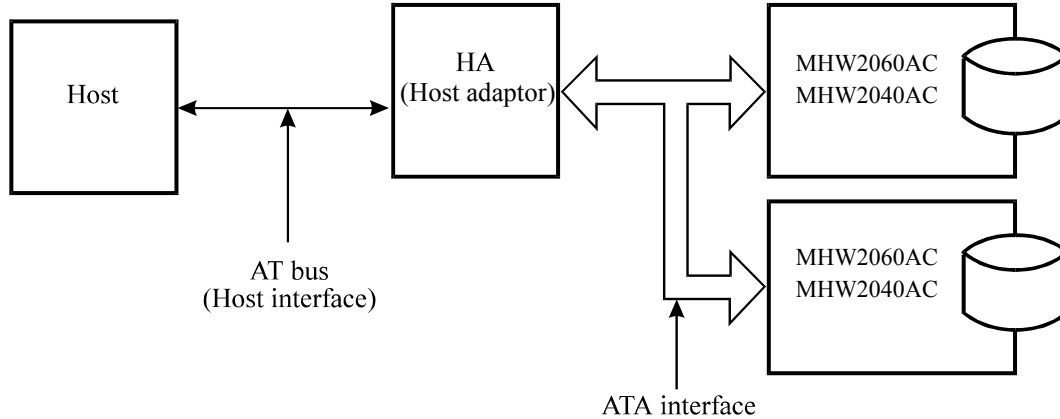 Host
HA
(Host adaptor)
MHW2060AC
MHW2040AC
AT bus
(Host interface)
MHW2060AC
MHW2040AC
ATA interface